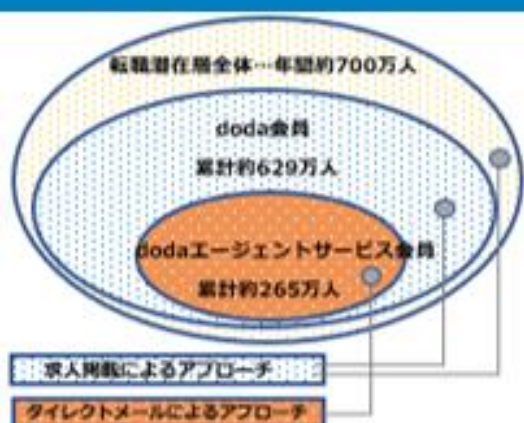 転職潜在層全体…年間約700万人
doda会員
累計約629万人
dodaエージェントサービス会員
累計約265万人
求人掲載によるアプローチ
ダイレクトメールによるアプローチ